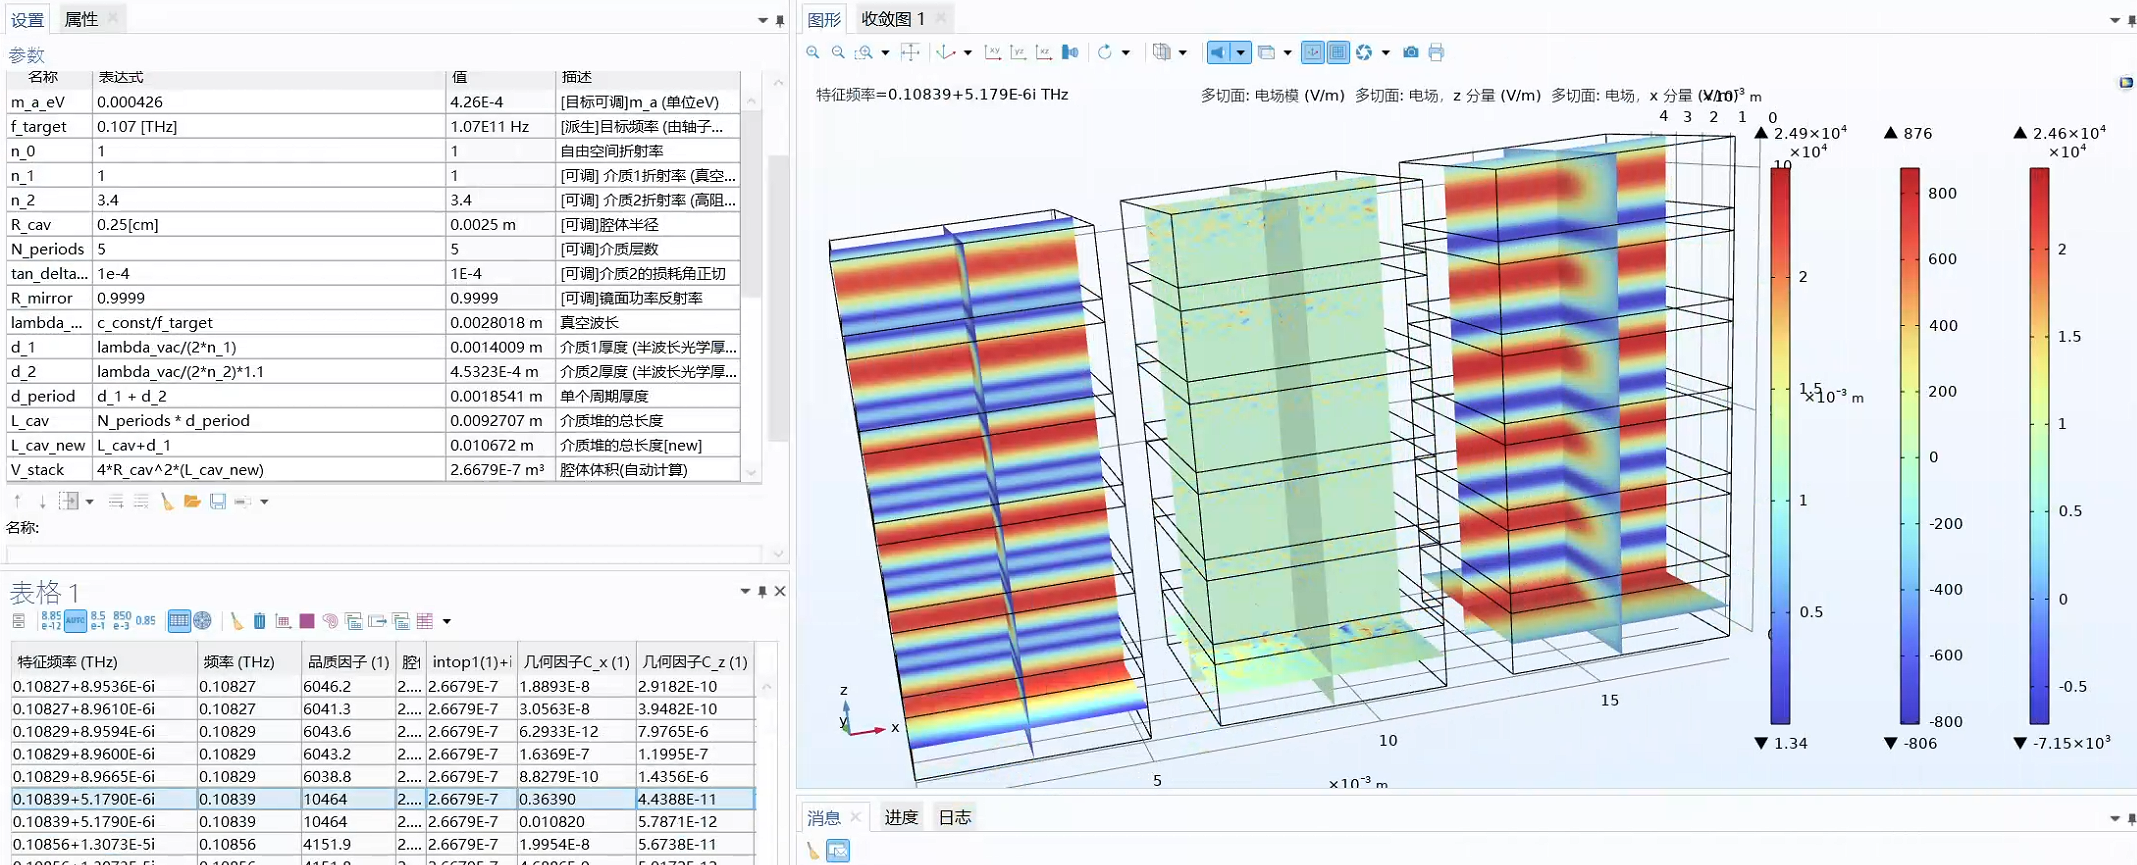 设置 属性
参数
名称 表达式 值 描述
m_a_eV 0.000426 4.26E-4 [目标可调]m_a (单位eV)
f_target 0.107 [THz] 1.07E11 Hz [派生]目标频率 (由轴子...
n_0 1 1 自由空间折射率
n_1 1 1 [可调] 介质1折射率 (真空...
n_2 3.4 3.4 [可调] 介质2折射率 (高阻...
R_cav 0.25[cm] 0.0025 m [可调]腔体半径
N_periods 5 5 [可调]介质层数
tan_delta... 1e-4 1E-4 [可调]介质2的损耗角正切
R_mirror 0.9999 0.9999 [可调]镜面功率反射率
lambda_... c_const/f_target 0.0028018 m 真空波长
d_1 lambda_vac/(2*n_1) 0.0014009 m 介质1厚度 (半波长光学厚...
d_2 lambda_vac/(2*n_2)*1.1 4.5323E-4 m 介质2厚度 (半波长光学厚...
d_period d_1 + d_2 0.0018541 m 单个周期厚度
L_cav N_periods * d_period 0.0092707 m 介质堆的总长度
L_cav_new L_cav+d_1 0.010672 m 介质堆的总长度[new]
V_stack 4*R_cav^2*(L_cav_new) 2.6679E-7 m³ 腔体体积(自动计算)
名称:
表格 1
8.85 e-12 AUTO 8.5 e-1 850 e-3 0.85
特征频率 (THz) 频率 (THz) 品质因子 (1) 腔 intop1(1)+i 几何因子C_x (1) 几何因子C_z (1)
0.10827+8.9536E-6i 0.10827 6046.2 2.... 2.6679E-7 1.8893E-8 2.9182E-10
0.10827+8.9610E-6i 0.10827 6041.3 2.... 2.6679E-7 3.0563E-8 3.9482E-10
0.10829+8.9594E-6i 0.10829 6043.6 2.... 2.6679E-7 6.2933E-12 7.9765E-6
0.10829+8.9600E-6i 0.10829 6043.2 2.... 2.6679E-7 1.6369E-7 1.1995E-7
0.10829+8.9665E-6i 0.10829 6038.8 2.... 2.6679E-7 8.8279E-10 1.4356E-6
0.10839+5.1790E-6i 0.10839 10464 2.... 2.6679E-7 0.36390 4.4388E-11
0.10839+5.1790E-6i 0.10839 10464 2.... 2.6679E-7 0.010820 5.7871E-12
0.10856+1.3073E-5i 0.10856 4151.9 2.... 2.6679E-7 1.9954E-8 5.6738E-11
图形 收敛图 1
xy yz xz
特征频率=0.10839+5.179E-6i THz
多切面: 电场模 (V/m) 多切面: 电场, z 分量 (V/m) 多切面: 电场, x 分量 (V/m)
×10⁻³ m
4 3 2 1 0
10
×10⁻³ m
0
5 10 15
×10⁻³ m
z
y
x
▲ 2.49×10⁴
×10⁴
2
1.5
1
0.5
▼ 1.34
▲ 876
800
600
400
200
0
-200
-400
-600
-800
▼ -806
▲ 2.46×10⁴
×10⁴
2
1.5
1
0.5
0
-0.5
▼ -7.15×10³
消息 进度 日志